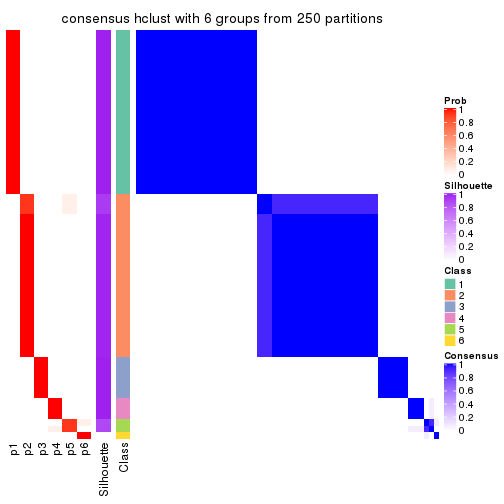 consensus hclust with 6 groups from 250 partitions
Prob
1
0.8
0.6
0.4
0.2
0
Silhouette
1
0.8
0.6
0.4
0.2
0
Class
1
2
3
4
5
6
Consensus
1
0.8
0.6
0.4
0.2
0
p1
p2
p3
p4
p5
p6
Silhouette
Class